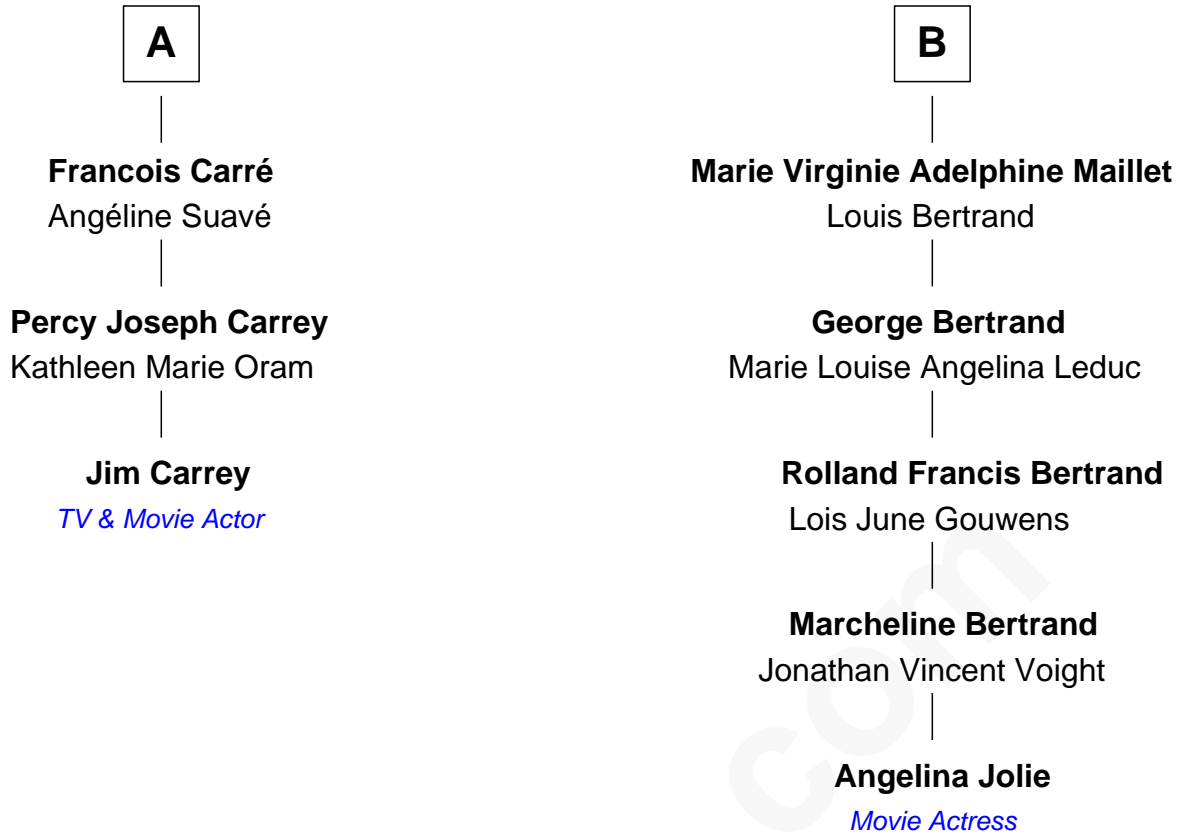 A
Francois Carré
Angéline Suavé
Percy Joseph Carrey
Kathleen Marie Oram
Jim Carrey
TV & Movie Actor
B
Marie Virginie Adelphine Maillet
Louis Bertrand
George Bertrand
Marie Louise Angelina Leduc
Rolland Francis Bertrand
Lois June Gouwens
Marcheline Bertrand
Jonathan Vincent Voight
Angelina Jolie
Movie Actress
com